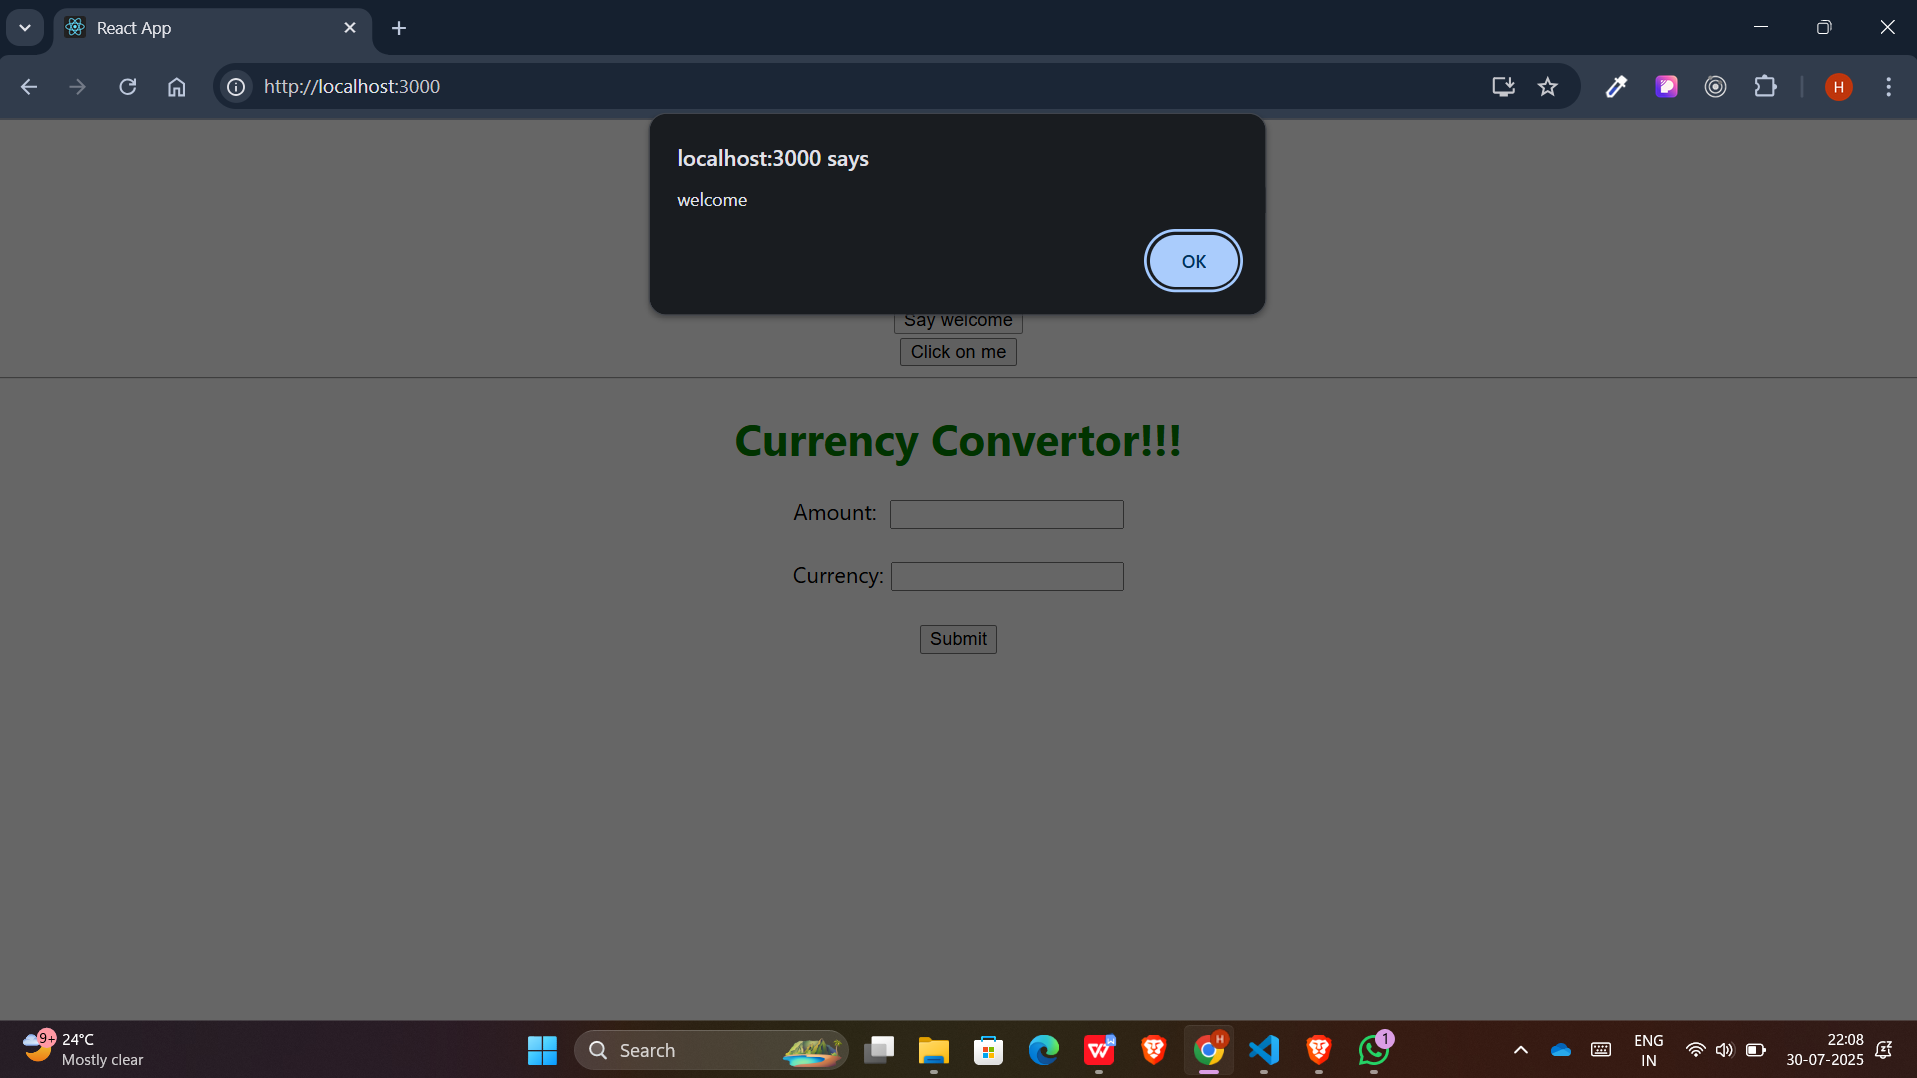 React App
http://localhost:3000
H
localhost:3000 says
welcome
OK
Say welcome
Click on me
Currency Convertor!!!
Amount:
Currency:
Submit
9+
24°C
Mostly clear
Search
H
1
ENG
IN
22:08
30-07-2025